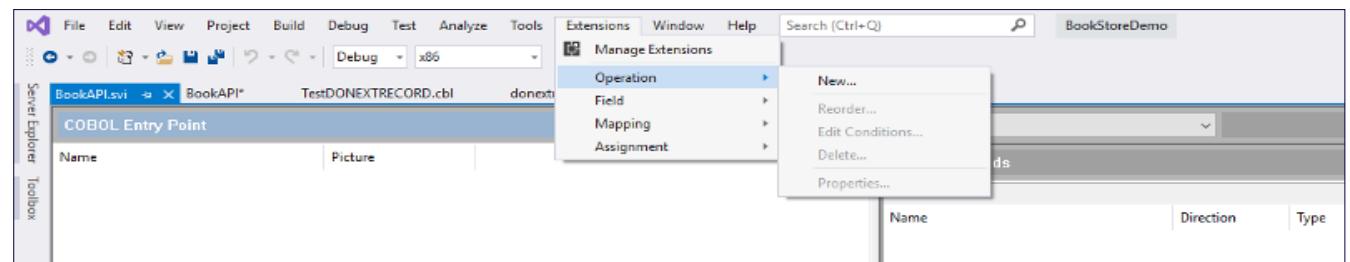 File Edit View Project Build Debug Test Analyze Tools Extensions Window Help Search (Ctrl+Q) BookStoreDemo
Debug x86
Manage Extensions
Operation
Field
Mapping
Assignment
New...
Reorder...
Edit Conditions...
Delete...
Properties...
Server Explorer
Toolbox
BookAPI.svi BookAPI* TestDONEXTRECORD.cbl
COBOL Entry Point
Name Picture
Name Direction Type